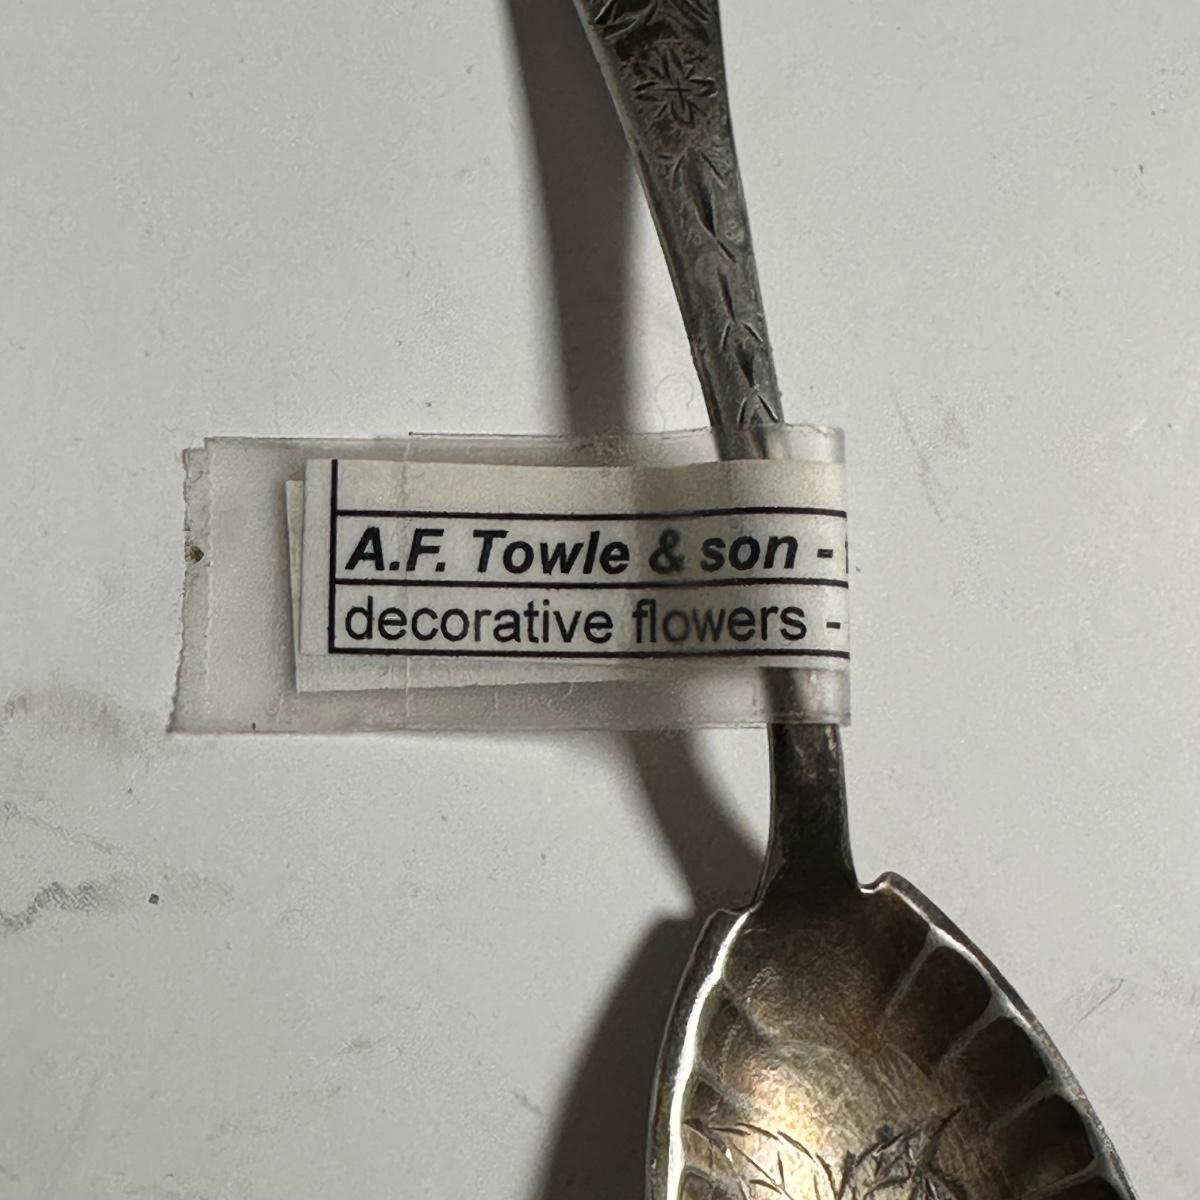 A.F. Towle & son -
decorative flowers -